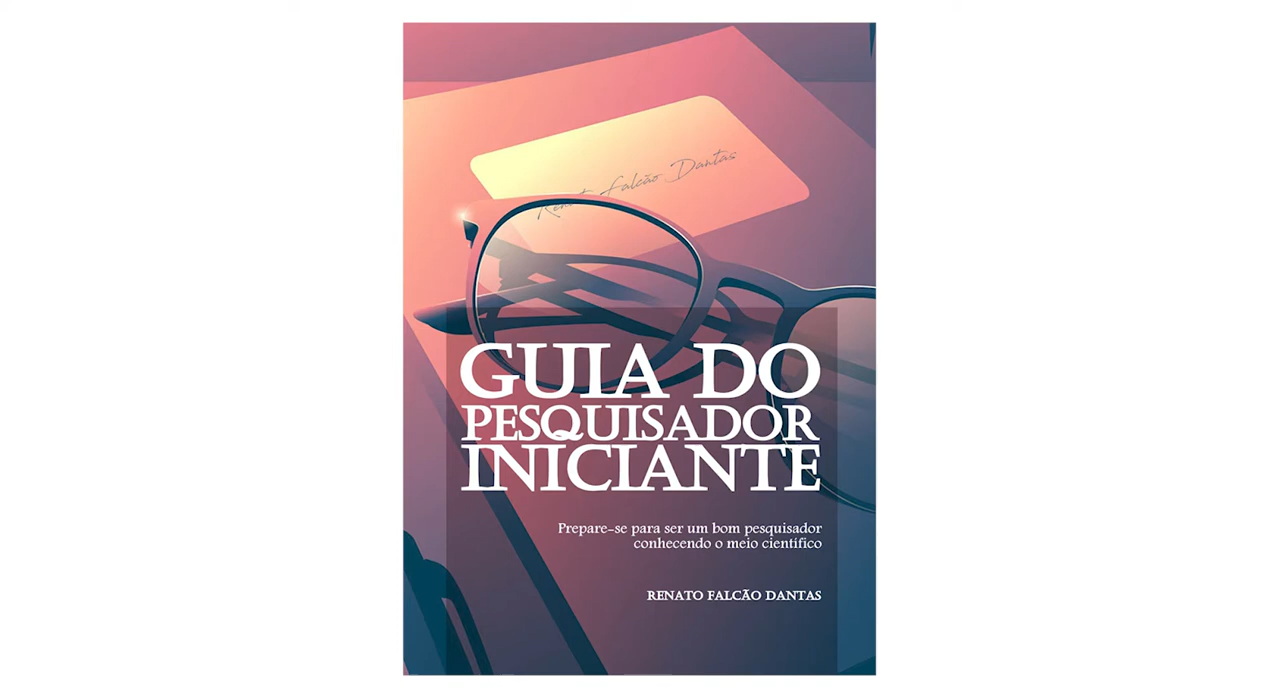 Renato Falcão Dantas
GUIA DO
PESQUISADOR
INICIANTE
Prepare-se para ser um bom pesquisador
conhecendo o meio científico
RENATO FALCÃO DANTAS